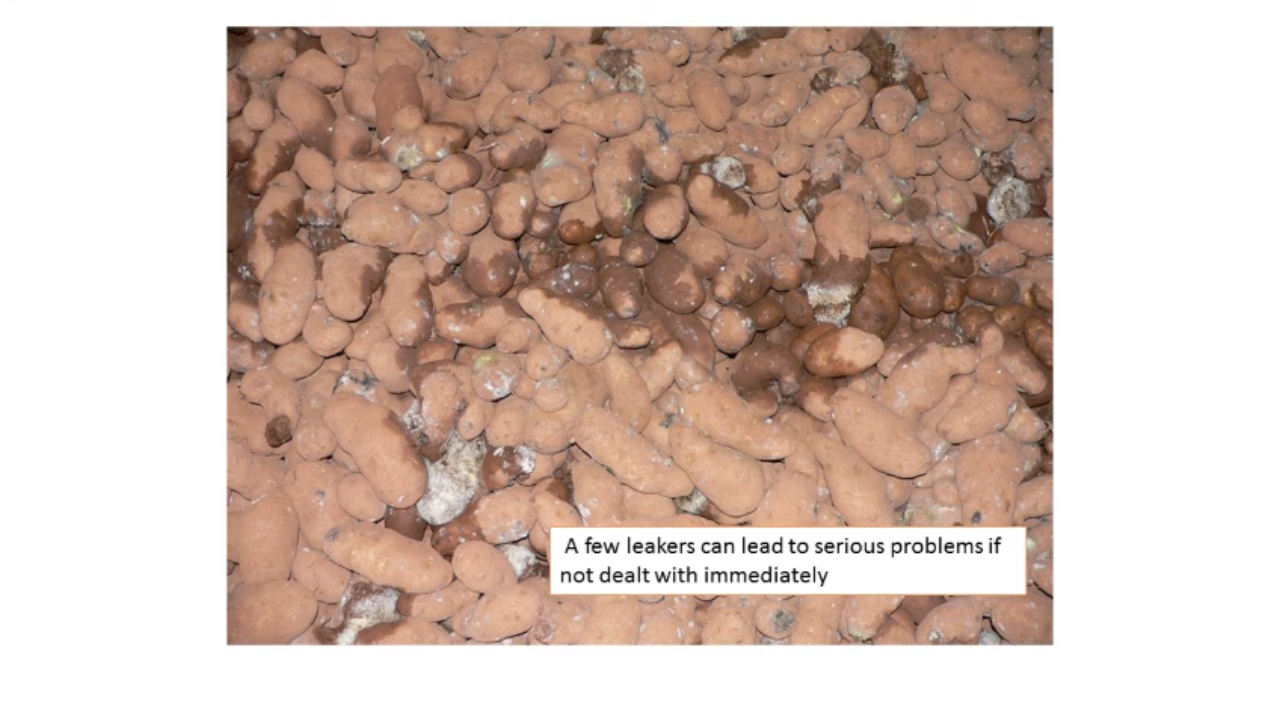 A few leakers can lead to serious problems if
not dealt with immediately